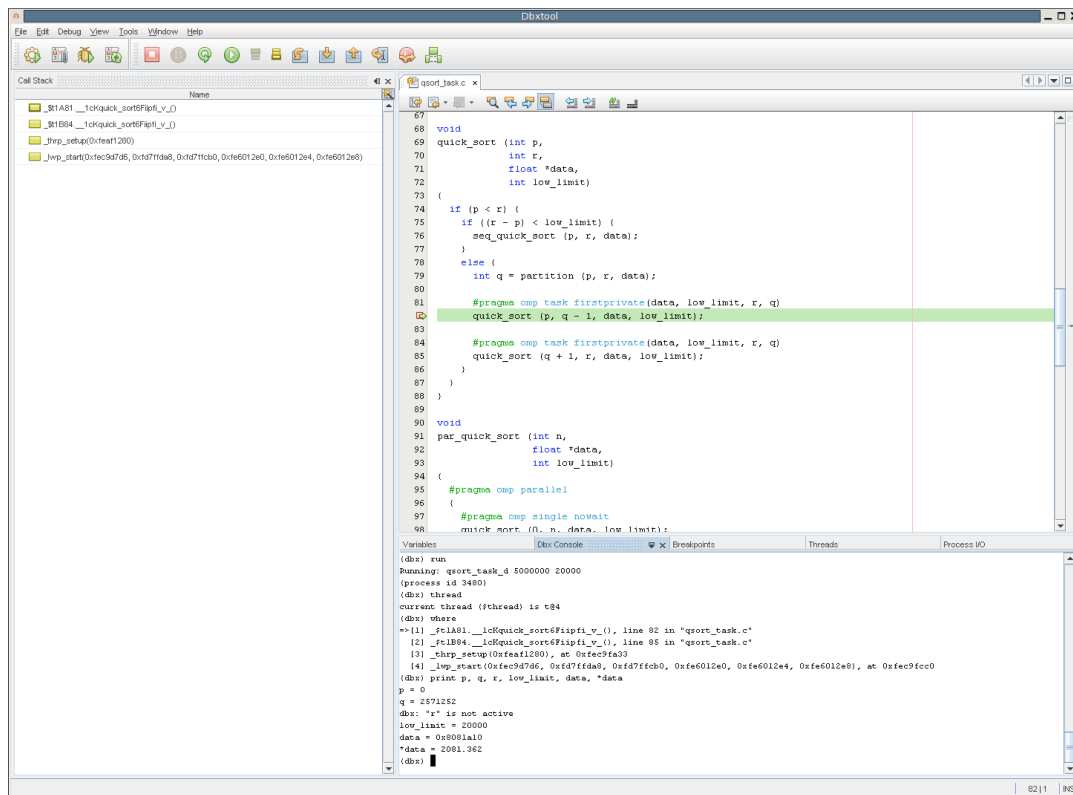 Dbxtool
File Edit Debug View Tools Window Help
Call Stack
Name
_$t1A81.__1cKquick_sort6Fiipfi_v_()
_$t1B84.__1cKquick_sort6Fiipfi_v_()
_thrp_setup(0xfeaf1280)
_lwp_start(0xfec9d7d6, 0xfd7ffda8, 0xfd7ffcb0, 0xfe6012e0, 0xfe6012e4, 0xfe6012e8)
qsort_task.c
67
68 void
69 quick_sort (int p,
70 int r,
71 float *data,
72 int low_limit)
73 {
74 if (p < r) {
75 if ((r - p) < low_limit) {
76 seq_quick_sort (p, r, data);
77 }
78 else {
79 int q = partition (p, r, data);
80
81 #pragma omp task firstprivate(data, low_limit, r, q)
quick_sort (p, q - 1, data, low_limit);
83
84 #pragma omp task firstprivate(data, low_limit, r, q)
85 quick_sort (q + 1, r, data, low_limit);
86 }
87 }
88 }
89
90 void
91 par_quick_sort (int n,
92 float *data,
93 int low_limit)
94 {
95 #pragma omp parallel
96 {
97 #pragma omp single nowait
98 quick_sort (0, n, data, low_limit);
Variables Dbx Console Breakpoints Threads Process I/O
(dbx) run
Running: qsort_task_d 5000000 20000
(process id 3480)
(dbx) thread
current thread ($thread) is t@4
(dbx) where
=>[1] _$t1A81.__1cKquick_sort6Fiipfi_v_(), line 82 in "qsort_task.c"
[2] _$t1B84.__1cKquick_sort6Fiipfi_v_(), line 85 in "qsort_task.c"
[3] _thrp_setup(0xfeaf1280), at 0xfec9fa33
[4] _lwp_start(0xfec9d7d6, 0xfd7ffda8, 0xfd7ffcb0, 0xfe6012e0, 0xfe6012e4, 0xfe6012e8), at 0xfec9fcc0
(dbx) print p, q, r, low_limit, data, *data
p = 0
q = 2571252
dbx: "r" is not active
low_limit = 20000
data = 0x8081a10
*data = 2081.362
(dbx)
82|1 INS